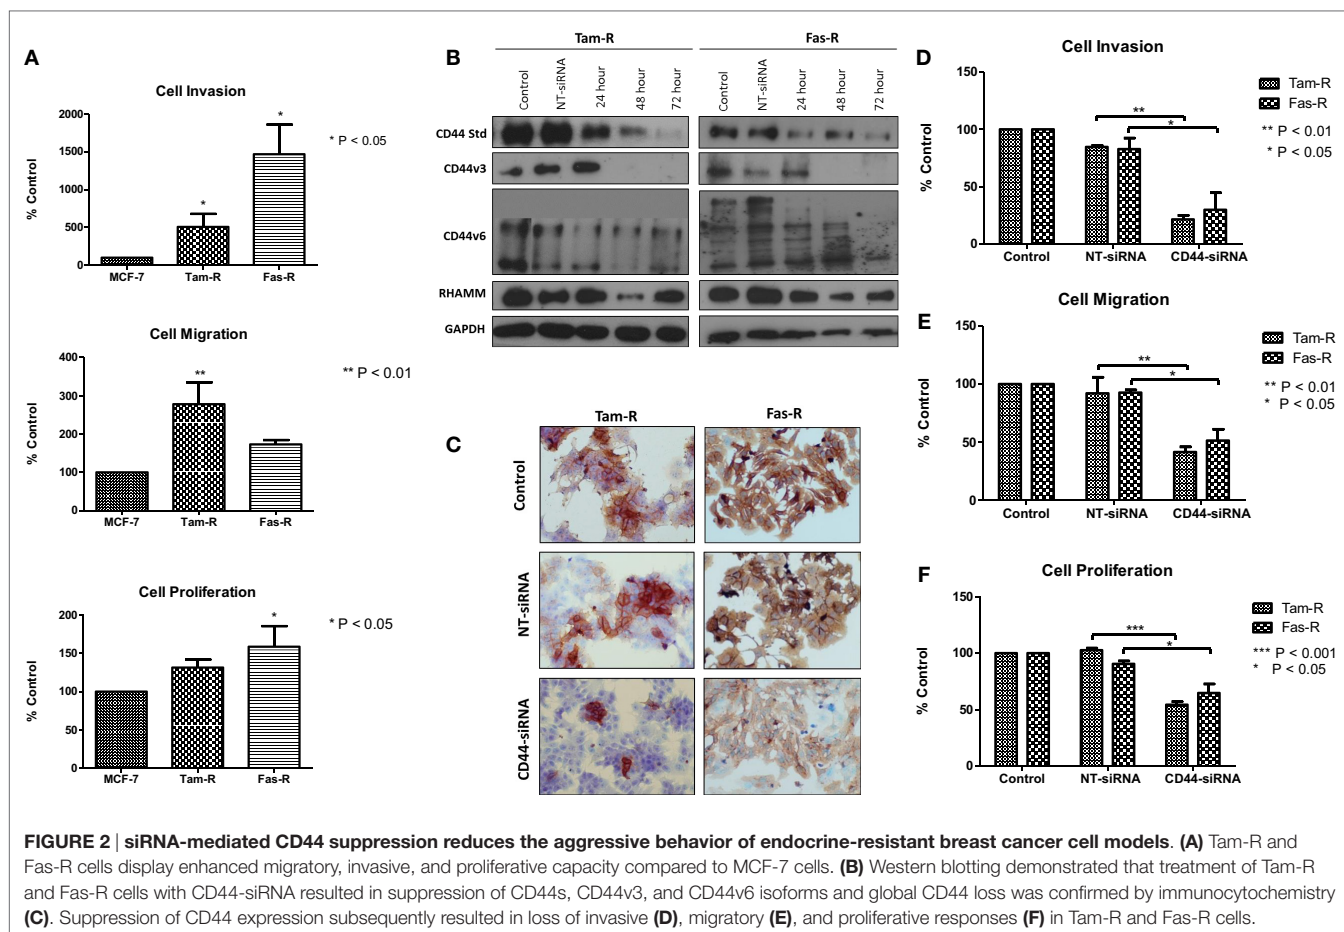 A
Cell Invasion
% Control
2000
1500
1000
500
0
*
*
* P < 0.05
MCF-7
Tam-R
Fas-R
Cell Migration
% Control
400
300
200
100
0
**
** P < 0.01
MCF-7
Tam-R
Fas-R
Cell Proliferation
% Control
200
150
100
50
0
*
* P < 0.05
MCF-7
Tam-R
Fas-R
B
Tam-R
Fas-R
Control
NT-siRNA
24 hour
48 hour
72 hour
Control
NT-siRNA
24 hour
48 hour
72 hour
CD44 Std
CD44v3
CD44v6
RHAMM
GAPDH
C
Tam-R
Fas-R
Control
NT-siRNA
CD44-siRNA
D
Cell Invasion
% Control
150
100
50
0
**
*
Tam-R
Fas-R
** P < 0.01
* P < 0.05
Control
NT-siRNA
CD44-siRNA
E
Cell Migration
% Control
150
100
50
0
**
*
Tam-R
Fas-R
** P < 0.01
* P < 0.05
Control
NT-siRNA
CD44-siRNA
F
Cell Proliferation
% Control
150
100
50
0
***
*
Tam-R
Fas-R
*** P < 0.001
* P < 0.05
Control
NT-siRNA
CD44-siRNA
FIGURE 2 | siRNA-mediated CD44 suppression reduces the aggressive behavior of endocrine-resistant breast cancer cell models. (A) Tam-R and
Fas-R cells display enhanced migratory, invasive, and proliferative capacity compared to MCF-7 cells. (B) Western blotting demonstrated that treatment of Tam-R
and Fas-R cells with CD44-siRNA resulted in suppression of CD44s, CD44v3, and CD44v6 isoforms and global CD44 loss was confirmed by immunocytochemistry
(C). Suppression of CD44 expression subsequently resulted in loss of invasive (D), migratory (E), and proliferative responses (F) in Tam-R and Fas-R cells.